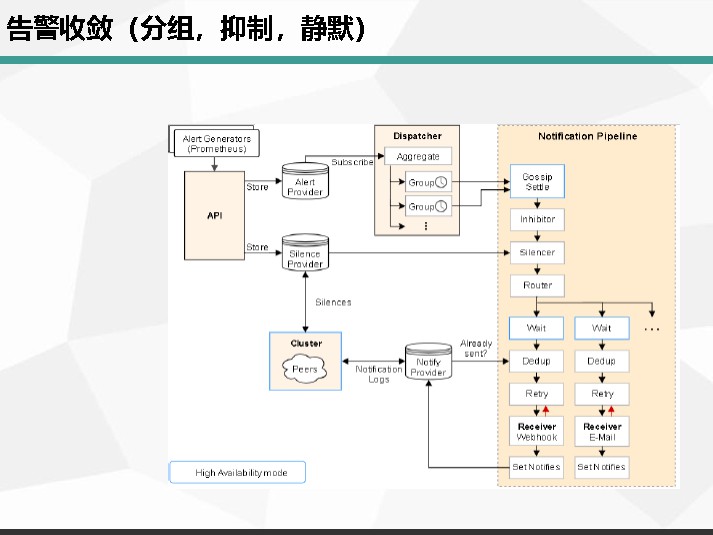 告警收敛（分组，抑制，静默）
Alert Generators
(Prometheus)
Dispatcher
Notification Pipeline
Subscribe
Aggregate
Store
Alert
Provider
Group
Gossip
Settle
API
Group
Inhibitor
Store
Silence
Provider
Silencer
Router
Silences
Wait
Wait
...
Cluster
Peers
Notification
Logs
Notify
Provider
Already
sent?
Dedup
Dedup
Retry
Retry
Receiver
Webhook
Receiver
E-Mail
Set Notifies
Set Notifies
High Availability mode